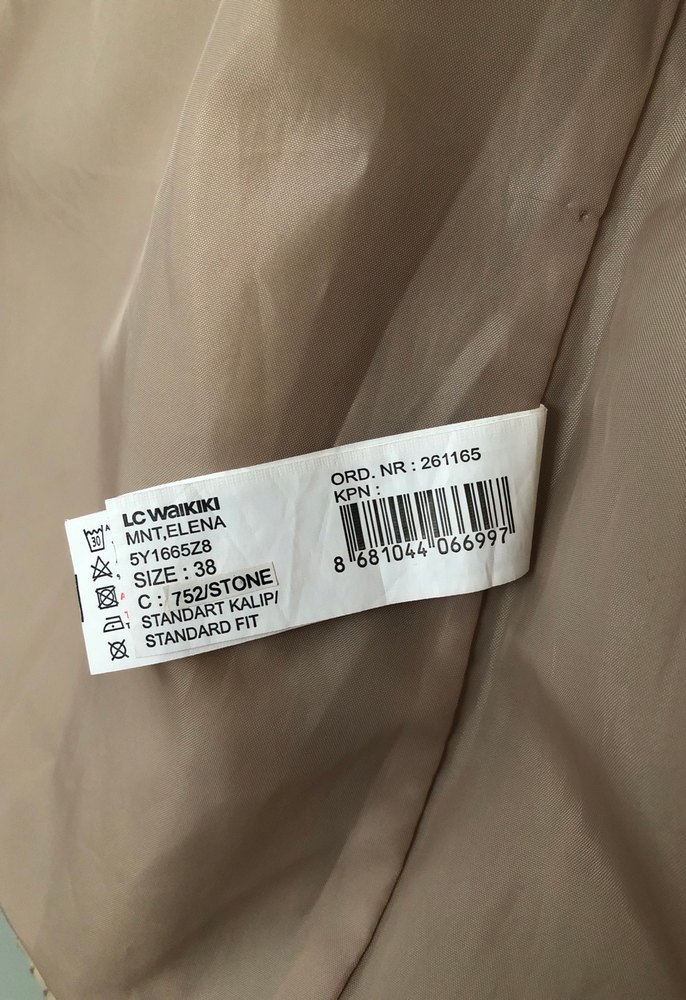 LC WAIKIKI
MNT,ELENA
5Y1665Z8
SIZE : 38
C : 752/STONE
STANDART KALIP/
STANDARD FIT
ORD. NR : 261165
KPN :
8 681044 066997
30